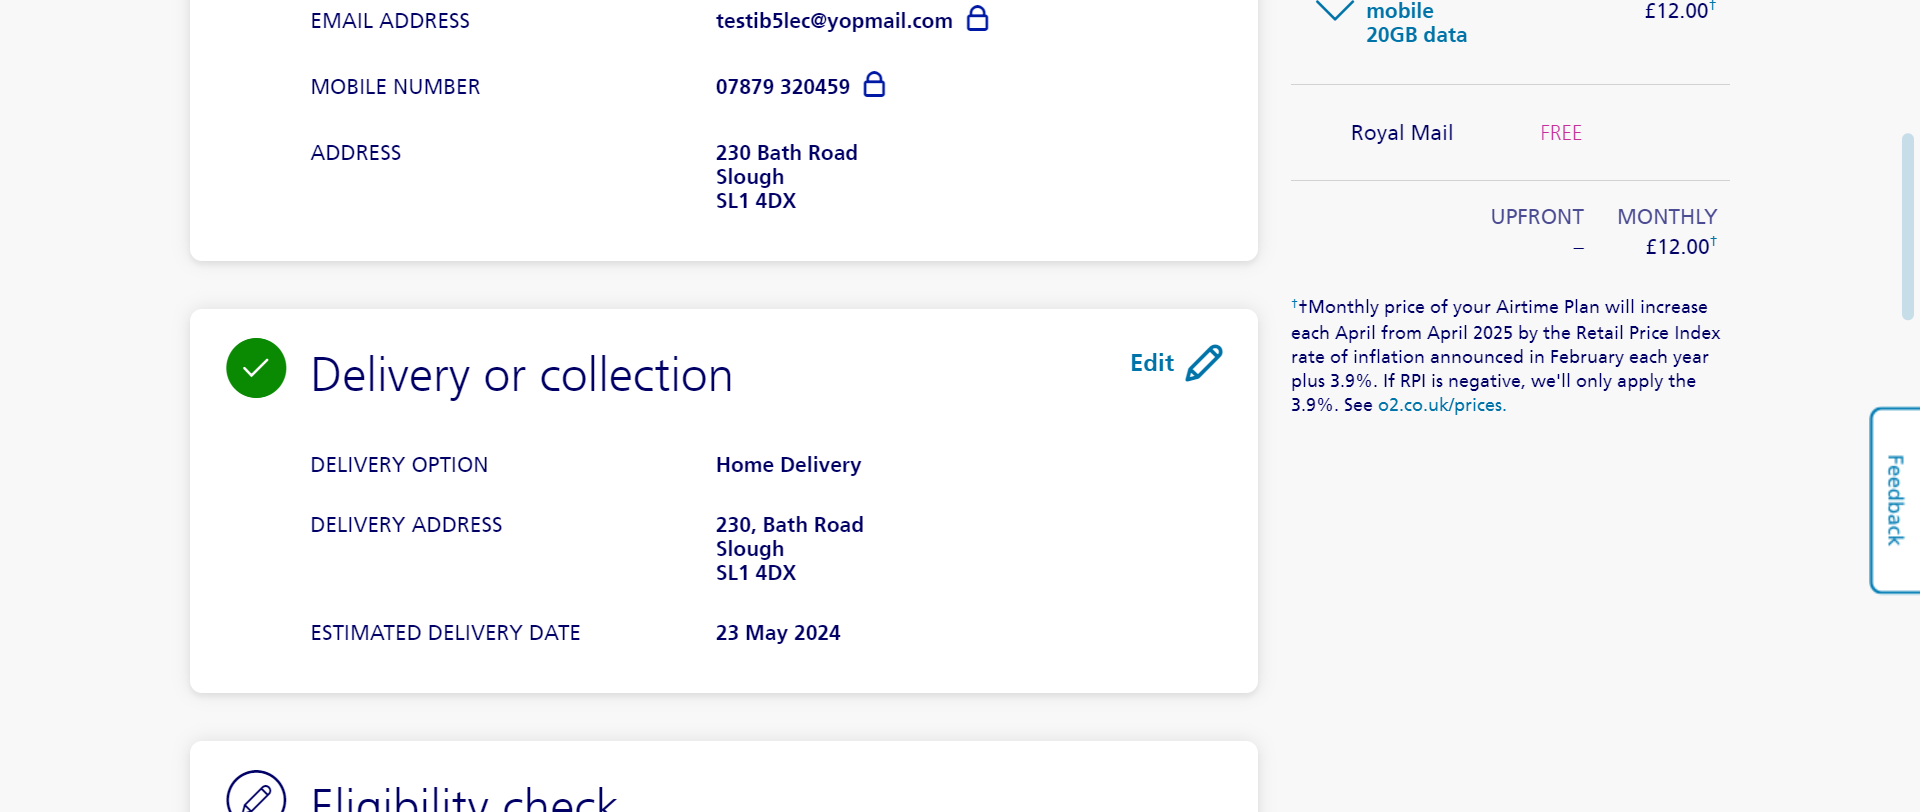 EMAIL ADDRESS testib5lec@yopmail.com
MOBILE NUMBER 07879 320459
ADDRESS 230 Bath Road
Slough
SL1 4DX
Delivery or collection
Edit
DELIVERY OPTION Home Delivery
DELIVERY ADDRESS 230, Bath Road
Slough
SL1 4DX
ESTIMATED DELIVERY DATE 23 May 2024
Eligibility check
mobile £12.00†
20GB data
Royal Mail FREE
UPFRONT MONTHLY
– £12.00†
††Monthly price of your Airtime Plan will increase
each April from April 2025 by the Retail Price Index
rate of inflation announced in February each year
plus 3.9%. If RPI is negative, we'll only apply the
3.9%. See o2.co.uk/prices.
Feedback